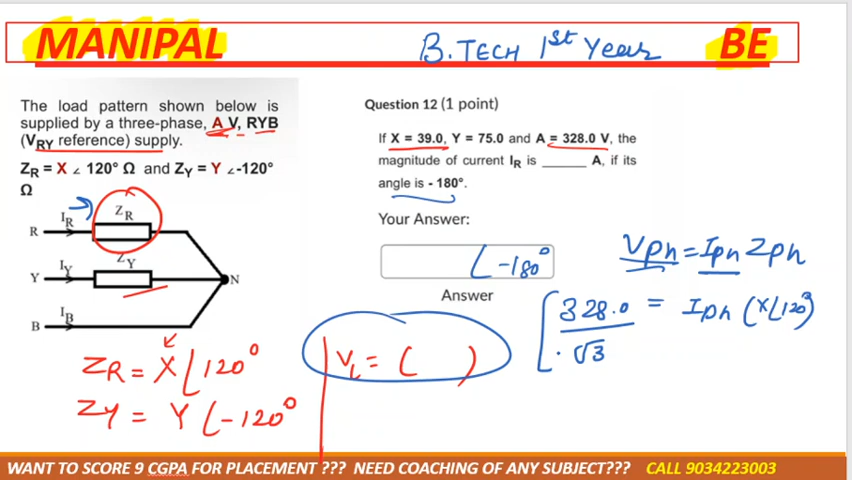 MANIPAL
B. TECH 1st Year
BE
The load pattern shown below is
supplied by a three-phase, A V, RYB
(VRY reference) supply.
ZR = X ∠ 120° Ω and ZY = Y ∠-120°
Ω
IR
ZR
R
IY
ZY
Y
N
IB
B
ZR = X ∠120°
ZY = Y ∠-120°
Question 12 (1 point)
If X = 39.0, Y = 75.0 and A = 328.0 V, the
magnitude of current IR is ______ A, if its
angle is - 180°.
Your Answer:
∠-180°
Answer
VL = ( )
Vph = Iph Zph
328.0 = Iph (X∠120°)
√3
WANT TO SCORE 9 CGPA FOR PLACEMENT ??? NEED COACHING OF ANY SUBJECT??? CALL 9034223003